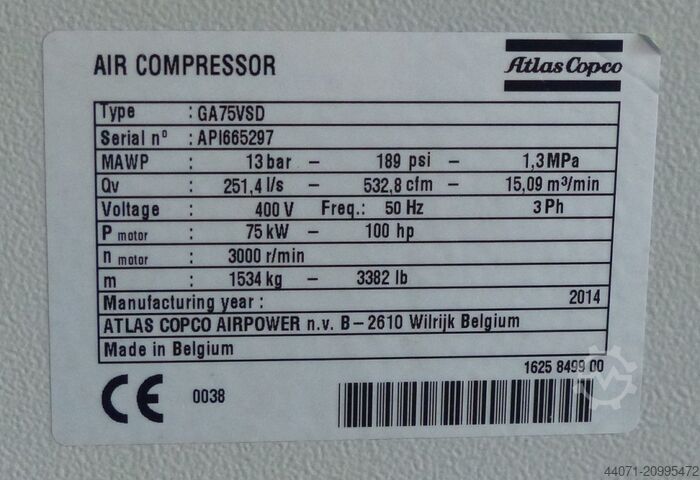 AIR COMPRESSOR
Atlas Copco
Type : GA75VSD
Serial nº : API665297
MAWP : 13 bar – 189 psi – 1,3 MPa
Qv : 251,4 l/s – 532,8 cfm – 15,09 m³/min
Voltage : 400 V Freq.: 50 Hz 3 Ph
P motor : 75 kW – 100 hp
n motor : 3000 r/min
m : 1534 kg – 3382 lb
Manufacturing year : 2014
ATLAS COPCO AIRPOWER n.v. B–2610 Wilrijk Belgium
Made in Belgium
1625 8499 00
CE 0038
44071-20995472